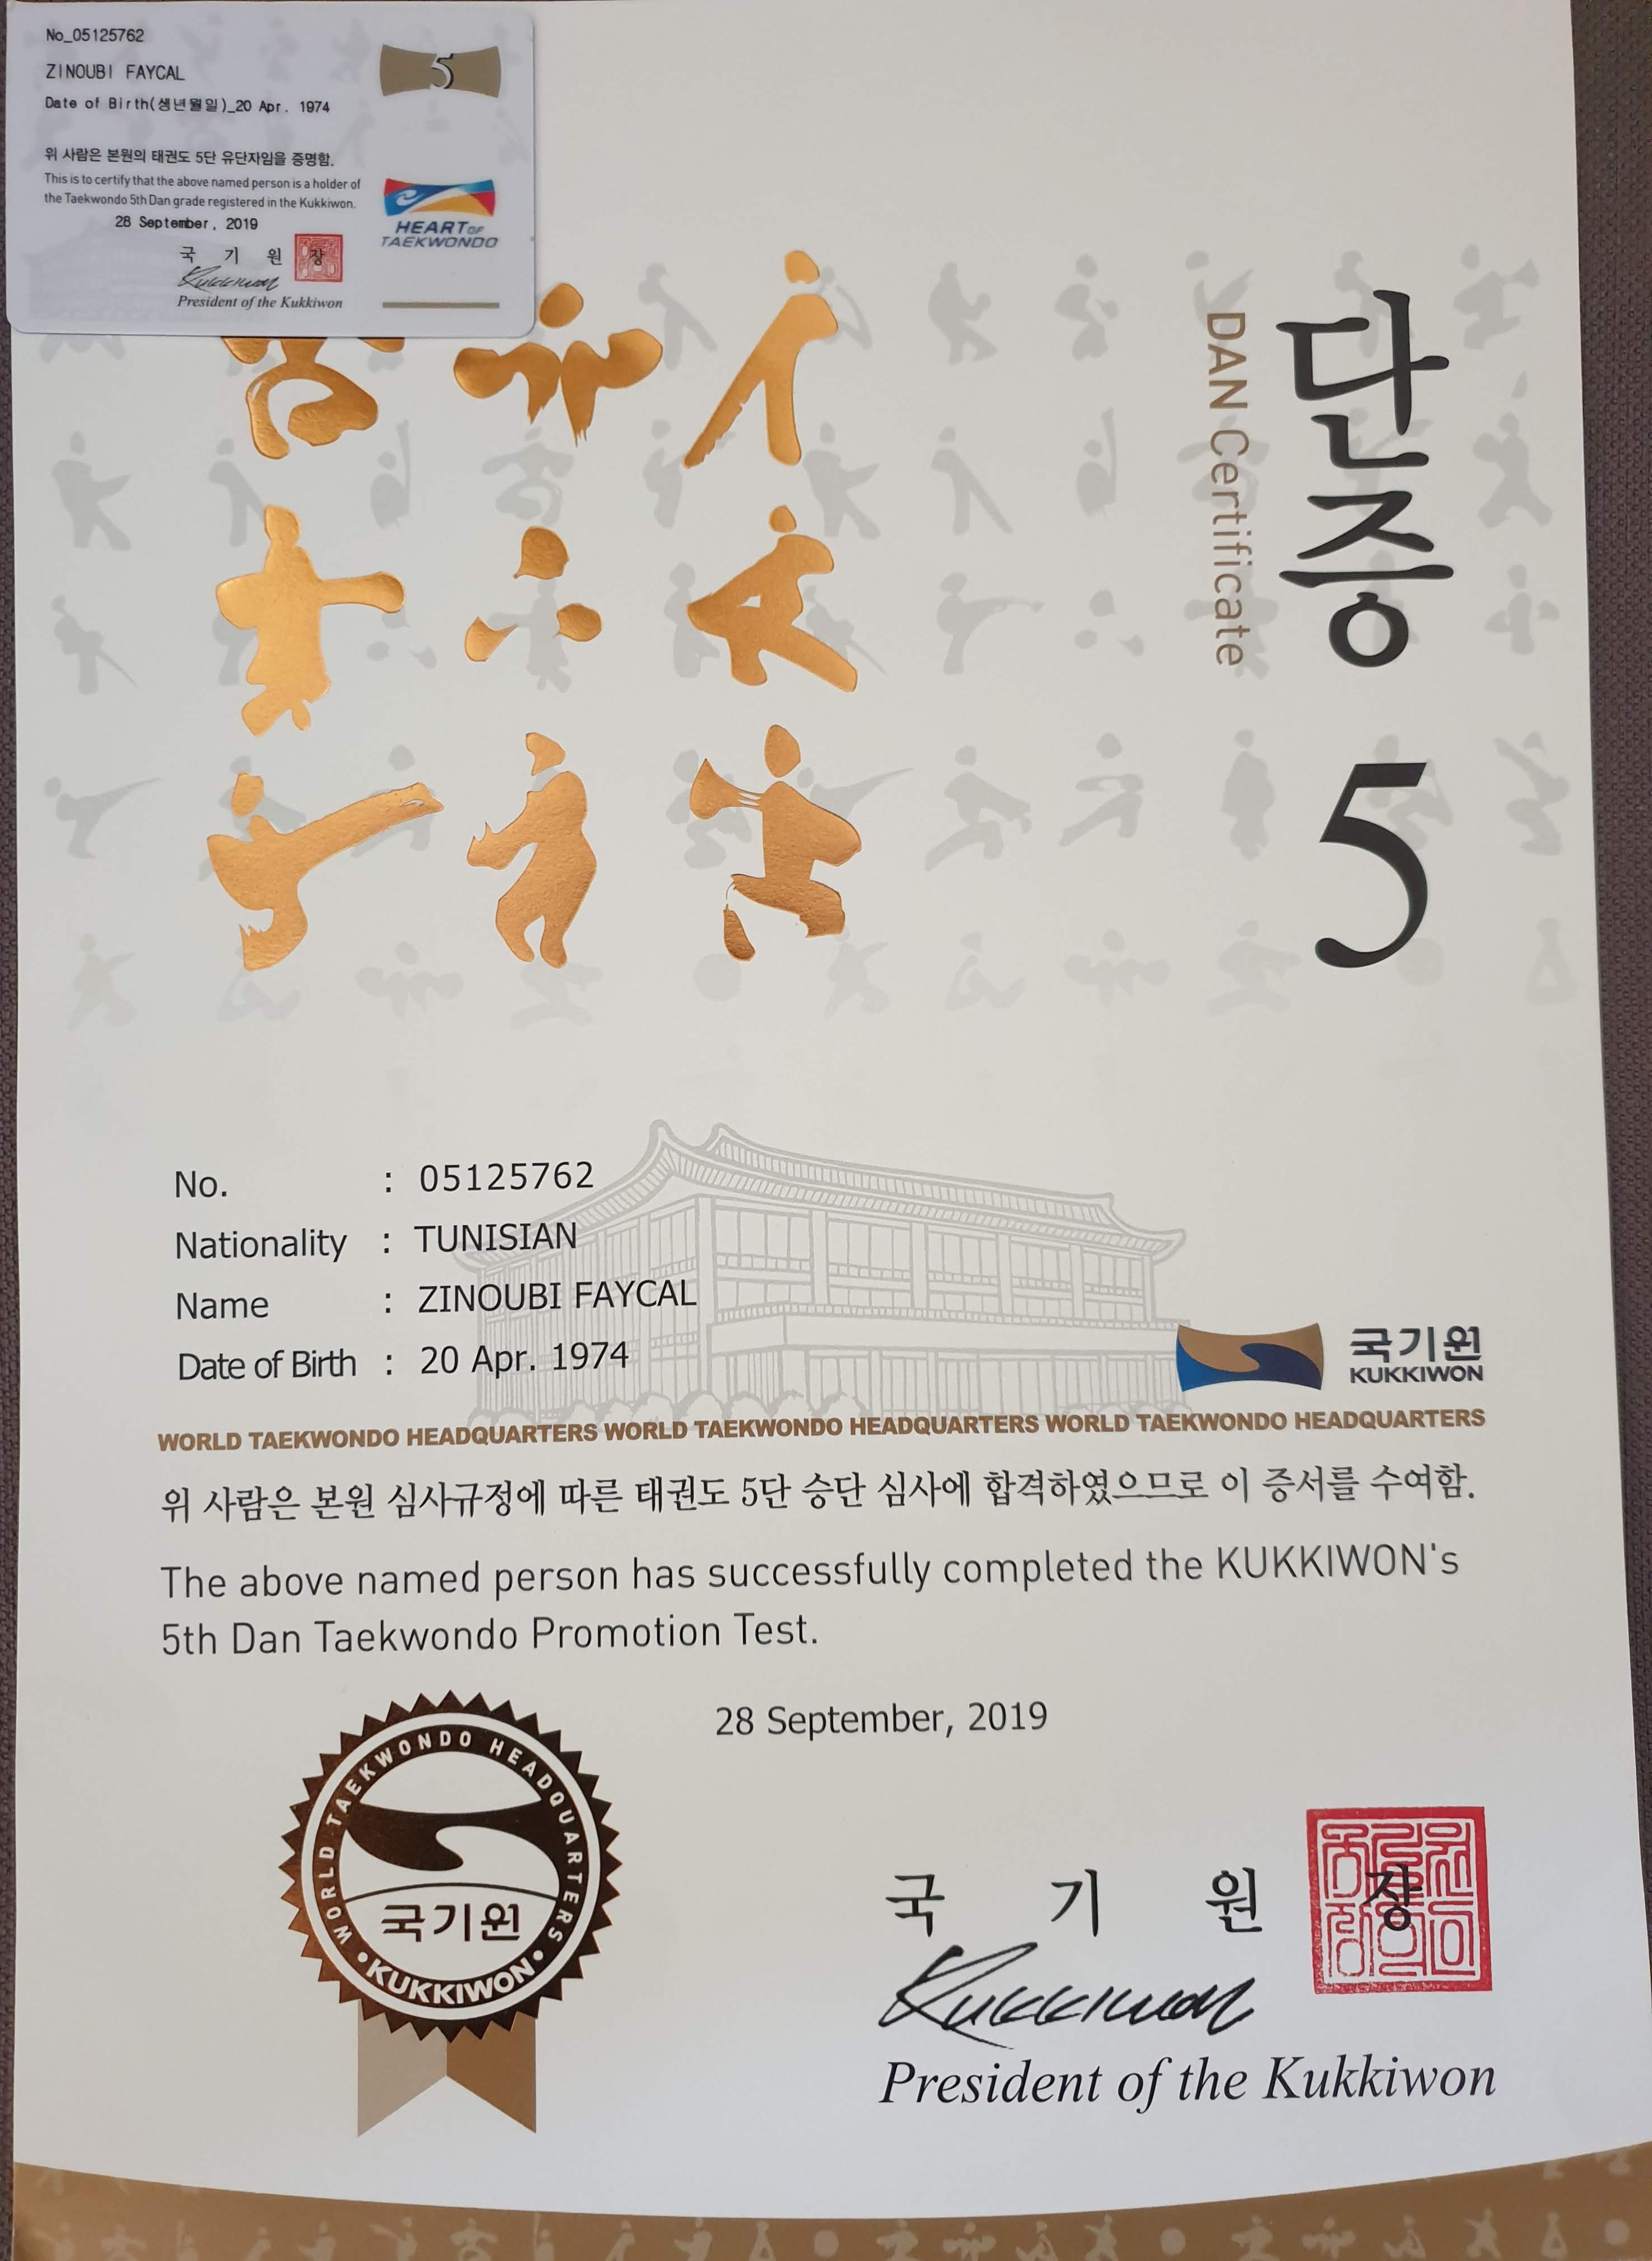 No_05125762
ZINOUBI FAYCAL
Date of Birth(생년월일)_20 Apr. 1974
5
위 사람은 본원의 태권도 5단 유단자임을 증명함.
This is to certify that the above named person is a holder of
the Taekwondo 5th Dan grade registered in the Kukkiwon.
28 September, 2019
국 기 원 장
Kukkiwon
President of the Kukkiwon
HEART OF
TAEKWONDO
단증 5
DAN Certificate
No. : 05125762
Nationality : TUNISIAN
Name : ZINOUBI FAYCAL
Date of Birth : 20 Apr. 1974
국기원
KUKKIWON
WORLD TAEKWONDO HEADQUARTERS WORLD TAEKWONDO HEADQUARTERS WORLD TAEKWONDO HEADQUARTERS
위 사람은 본원 심사규정에 따른 태권도 5단 승단 심사에 합격하였으므로 이 증서를 수여함.
The above named person has successfully completed the KUKKIWON's
5th Dan Taekwondo Promotion Test.
28 September, 2019
WORLD TAEKWONDO HEADQUARTERS
국기원
• KUKKIWON •
국 기 원 장
Kukkiwon
President of the Kukkiwon